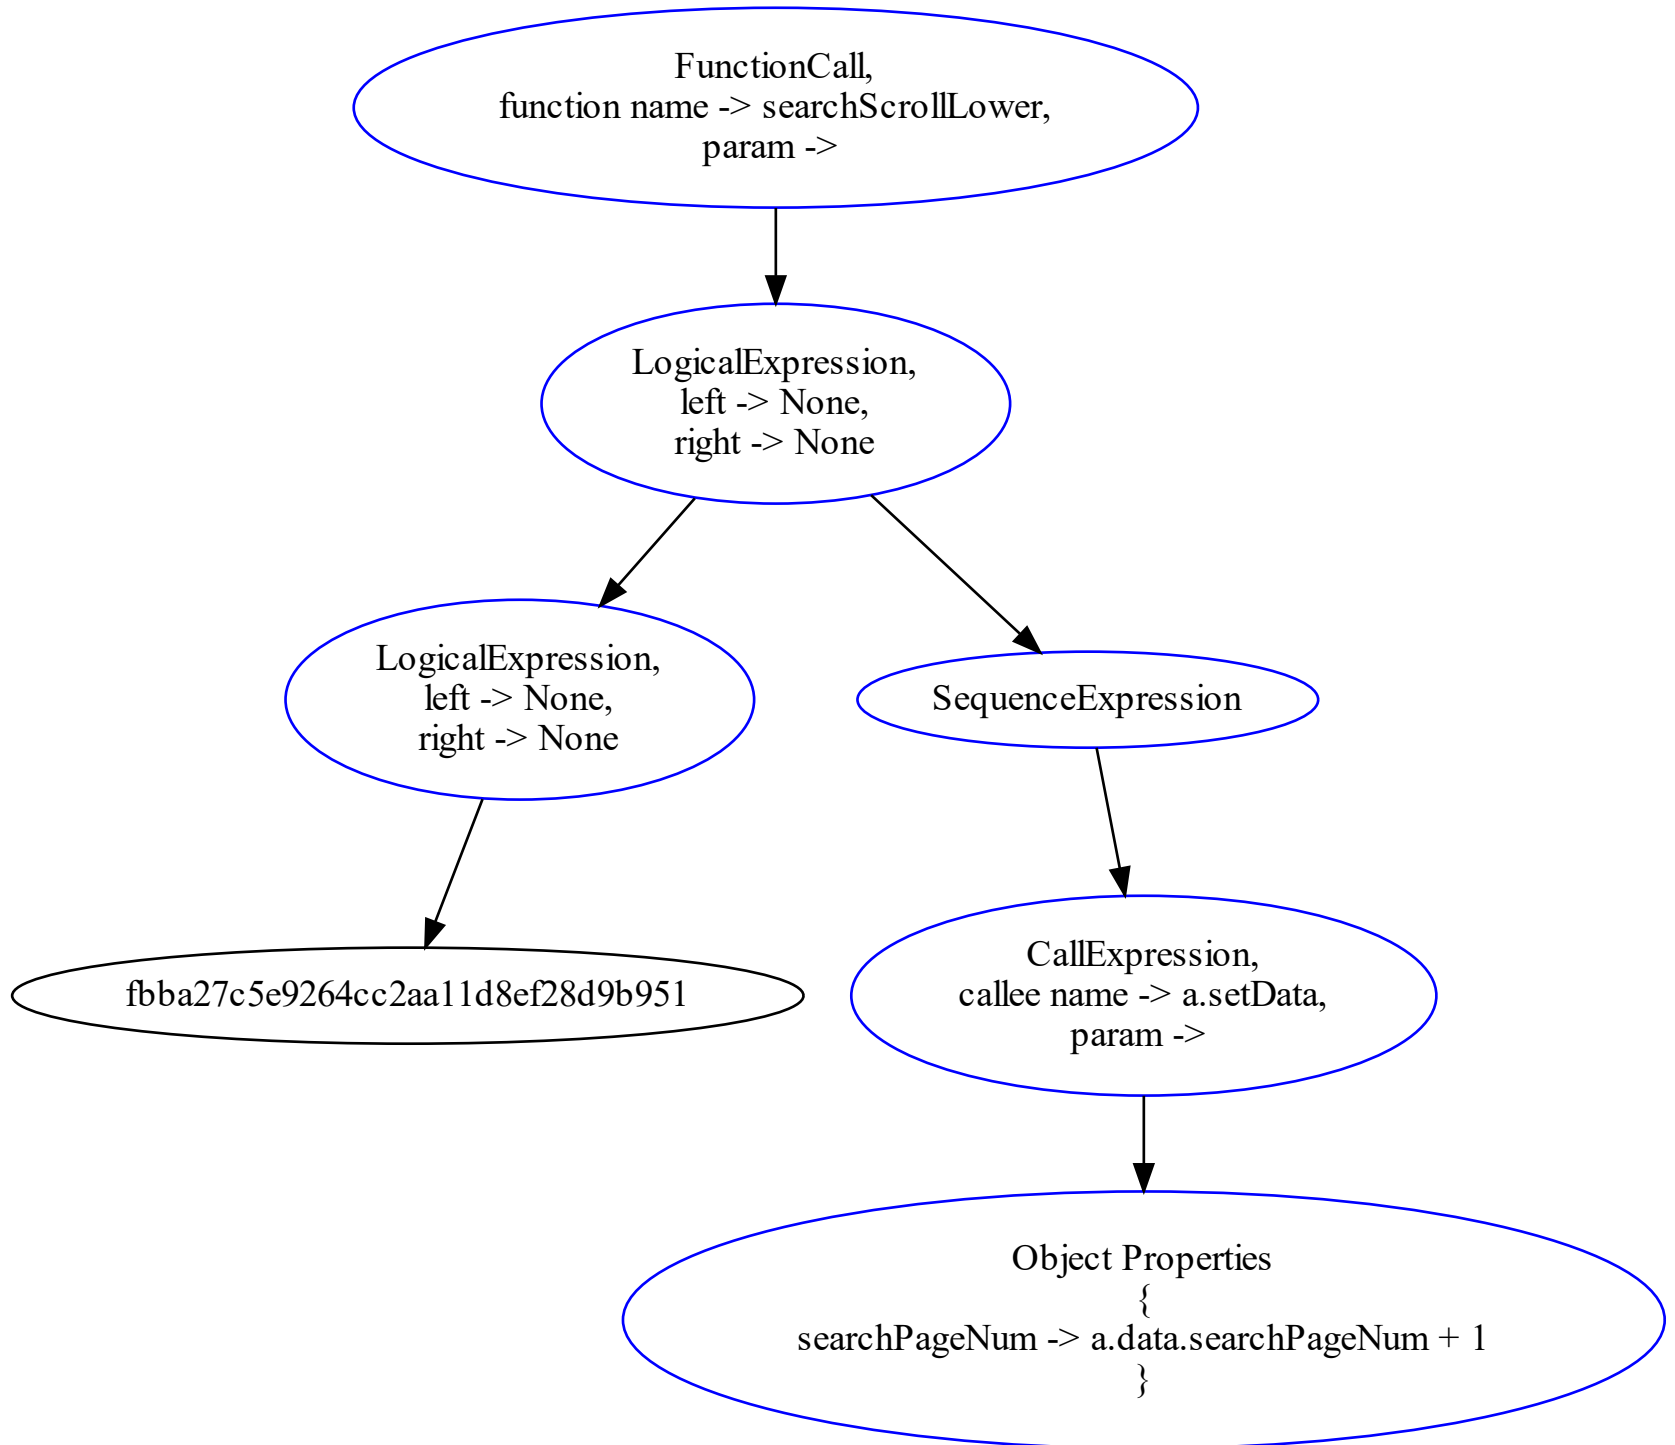 FunctionCall,
function name -> searchScrollLower,
param ->
LogicalExpression,
left -> None,
right -> None
LogicalExpression,
left -> None,
right -> None
SequenceExpression
fbba27c5e9264cc2aa11d8ef28d9b951
CallExpression,
callee name -> a.setData,
param ->
Object Properties
{
searchPageNum -> a.data.searchPageNum + 1
}